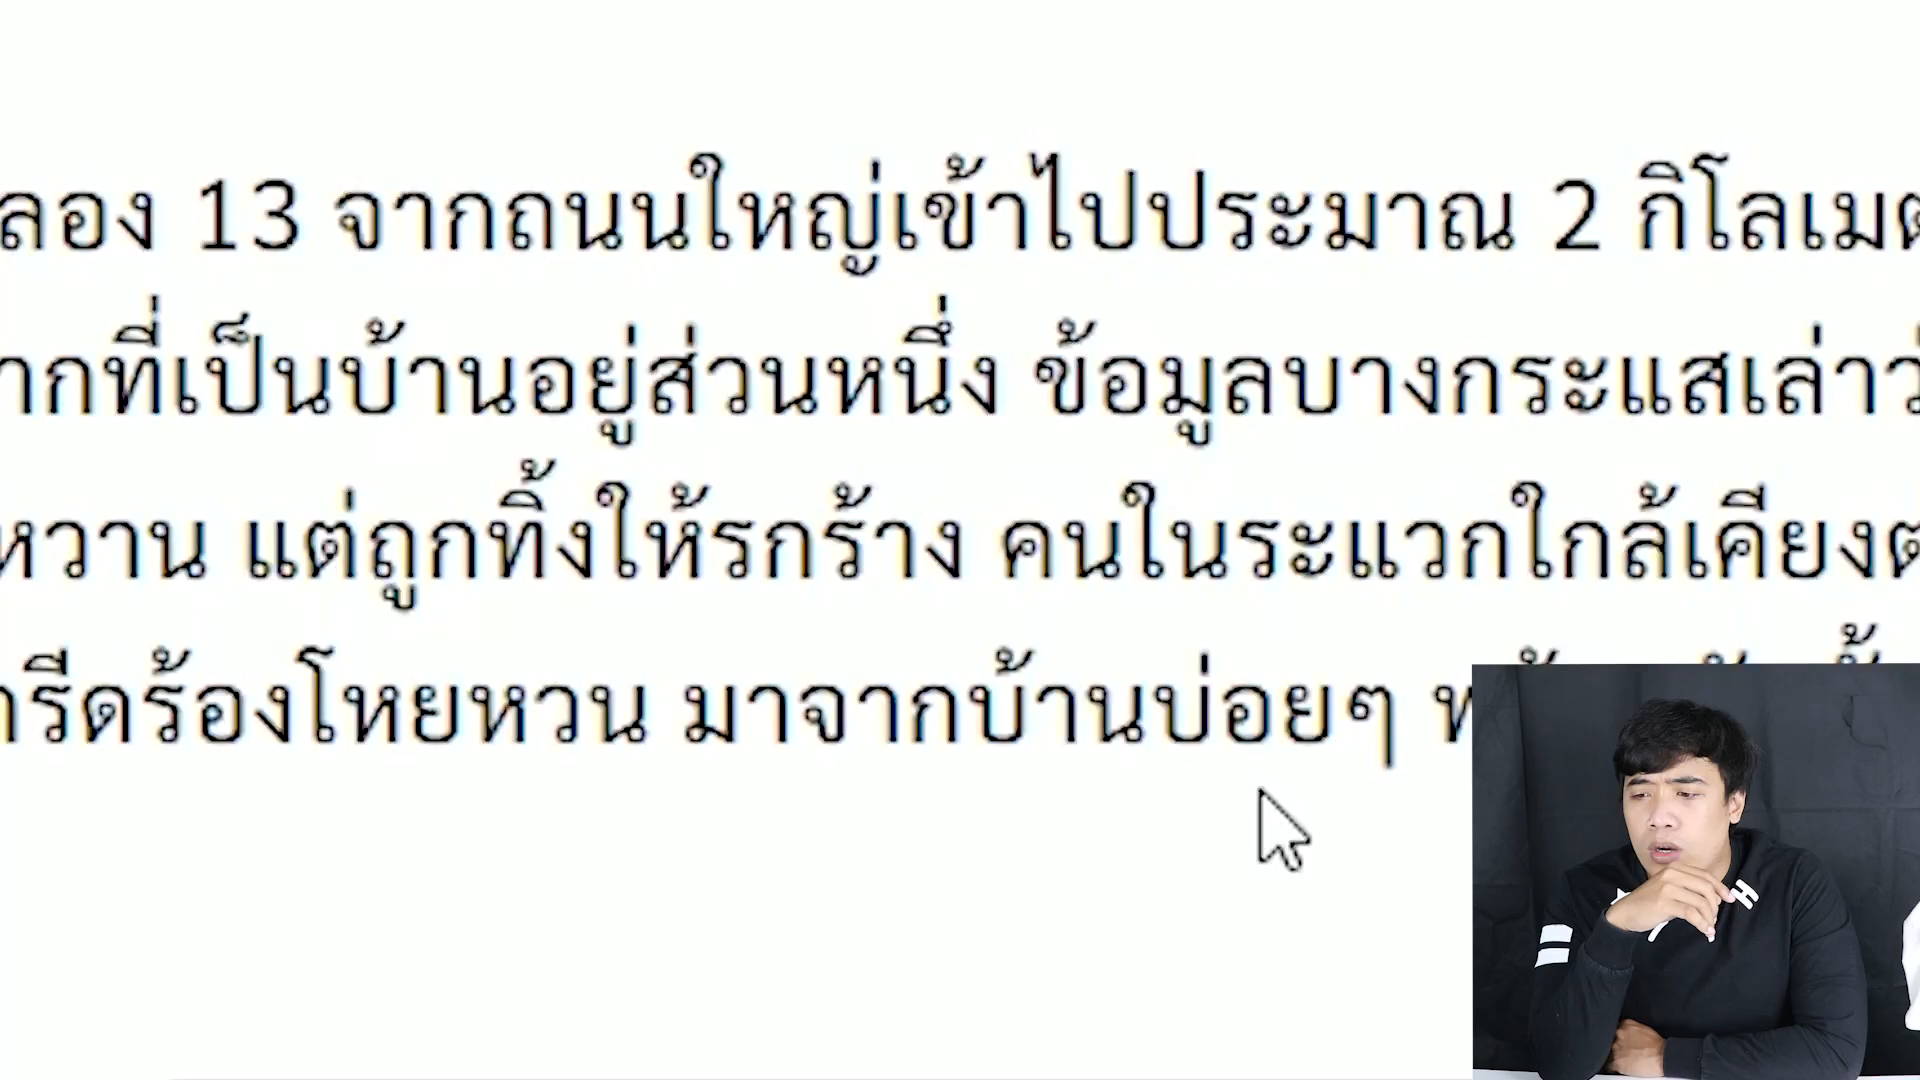 ลอง 13 จากถนนใหญ่เข้าไปประมาณ 2 กิโลเมต
ากที่เป็นบ้านอยู่ส่วนหนึ่ง ข้อมูลบางกระแสเล่าว่
หวาน แต่ถูกทิ้งให้รกร้าง คนในระแวกใกล้เคียงต
กรีดร้องโหยหวน มาจากบ้านบ่อยๆ